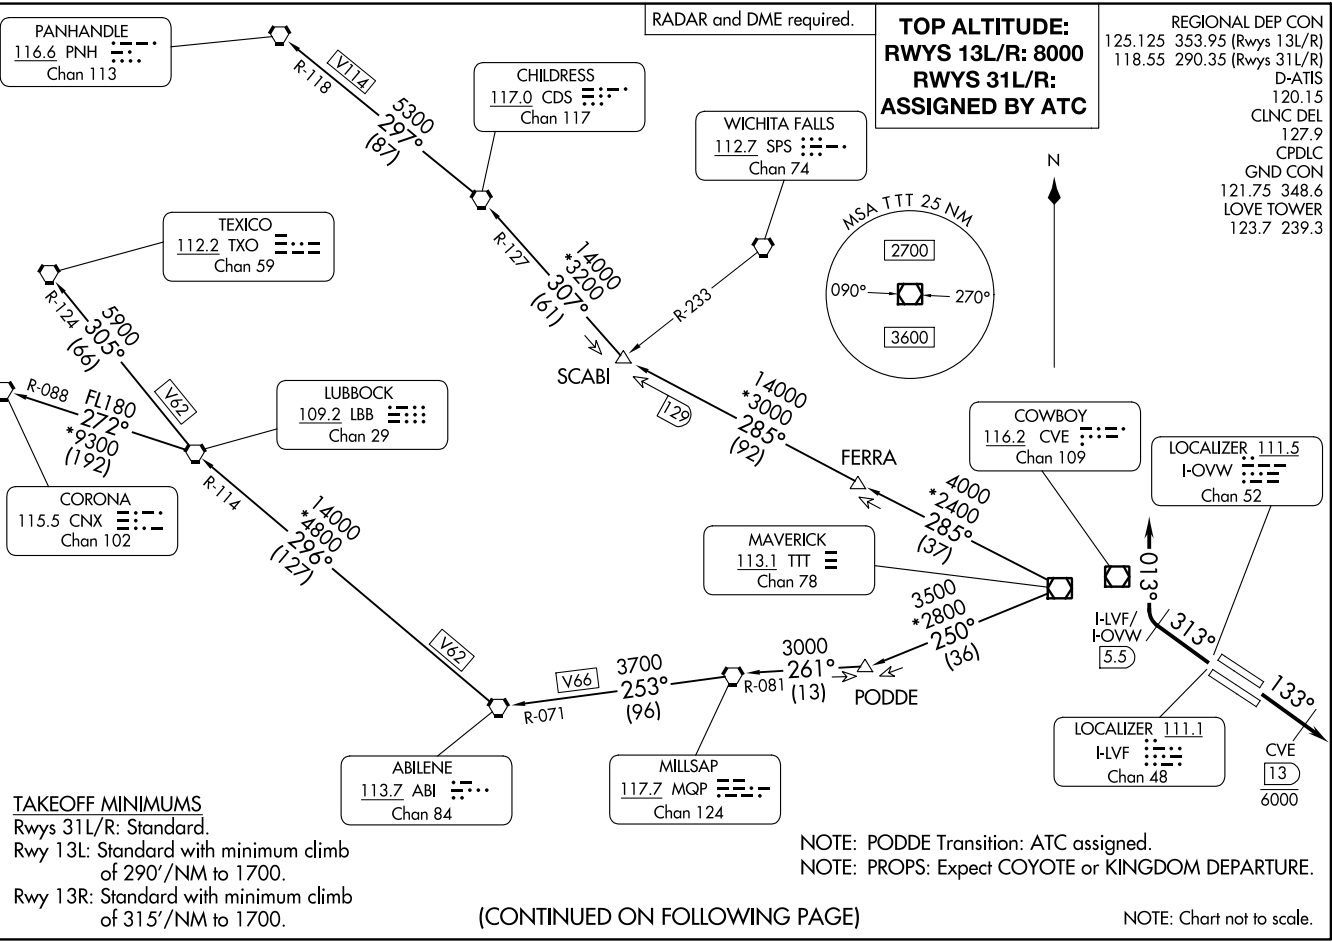 PANHANDLE
116.6 PNH
Chan 113
RADAR and DME required.
TOP ALTITUDE:
RWYS 13L/R: 8000
RWYS 31L/R:
ASSIGNED BY ATC
REGIONAL DEP CON
125.125 353.95 (Rwys 13L/R)
118.55 290.35 (Rwys 31L/R)
D-ATIS
120.15
CLNC DEL
127.9
CPDLC
GND CON
121.75 348.6
LOVE TOWER
123.7 239.3
R-118
V114
5300
297°
(87)
CHILDRESS
117.0 CDS
Chan 117
WICHITA FALLS
112.7 SPS
Chan 74
N
MSA TTT 25 NM
2700
090°
270°
3600
TEXICO
112.2 TXO
Chan 59
R-127
14000
*3200
307°
(61)
R-233
SCABI
R-124
5900
305°
(66)
V62
R-088
FL180
272°
*9300
(192)
LUBBOCK
109.2 LBB
Chan 29
129
14000
*3000
285°
(92)
FERRA
COWBOY
116.2 CVE
Chan 109
LOCALIZER 111.5
I-OVW
Chan 52
CORONA
115.5 CNX
Chan 102
R-114
14000
*4800
296°
(127)
4000
*2400
285°
(37)
MAVERICK
113.1 TTT
Chan 78
013°
I-LVF/
I-OVW
5.5
313°
133°
3500
*2800
250°
(36)
V62
V66
3700
253°
(96)
R-071
R-081
3000
261°
(13)
PODDE
LOCALIZER 111.1
I-LVF
Chan 48
CVE
13
6000
ABILENE
113.7 ABI
Chan 84
MILLSAP
117.7 MQP
Chan 124
TAKEOFF MINIMUMS
Rwys 31L/R: Standard.
Rwy 13L: Standard with minimum climb
of 290'/NM to 1700.
Rwy 13R: Standard with minimum climb
of 315'/NM to 1700.
NOTE: PODDE Transition: ATC assigned.
NOTE: PROPS: Expect COYOTE or KINGDOM DEPARTURE.
(CONTINUED ON FOLLOWING PAGE)
NOTE: Chart not to scale.